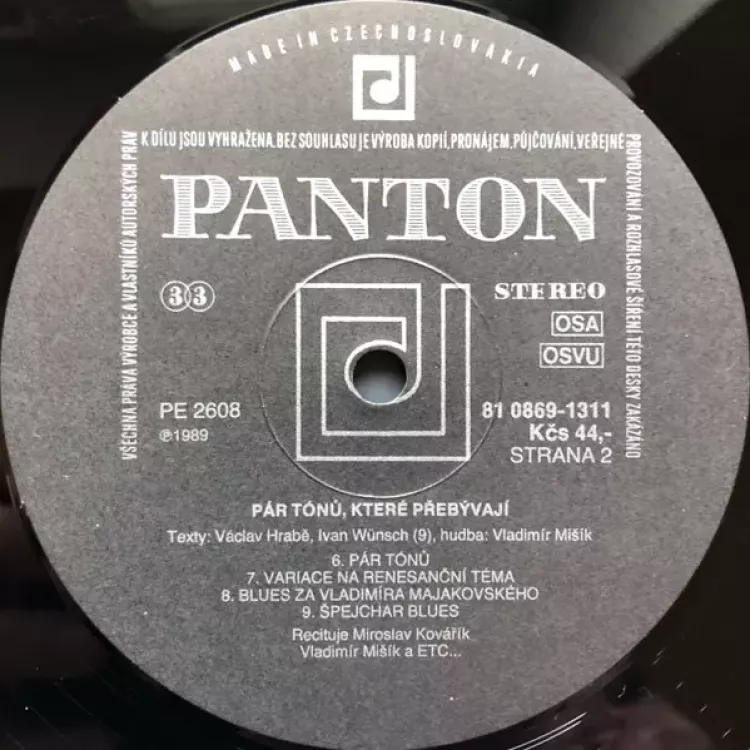 MADE IN CZECHOSLOVAKIA
VŠECHNA PRÁVA VÝROBCE A VLASTNÍKŮ AUTORSKÝCH PRÁV
K DÍLU JSOU VYHRAŽENA. BEZ SOUHLASU JE VÝROBA KOPIÍ, PRONÁJEM, PŮJČOVÁNÍ, VEŘEJNÉ
PROVOZOVÁNÍ A ROZHLASOVÉ ŠÍŘENÍ TÉTO DESKY ZAKÁZÁNO
PANTON
33
STEREO
OSA
OSVU
PE 2608
℗1989
81 0869-1311
Kčs 44,-
STRANA 2
PÁR TÓNŮ, KTERÉ PŘEBÝVAJÍ
Texty: Václav Hrabě, Ivan Wünsch (9), hudba: Vladimír Mišík
6. PÁR TÓNŮ
7. VARIACE NA RENESANČNÍ TÉMA
8. BLUES ZA VLADIMÍRA MAJAKOVSKÉHO
9. ŠPEJCHAR BLUES
Recituje Miroslav Kovářík
Vladimír Mišík a ETC...